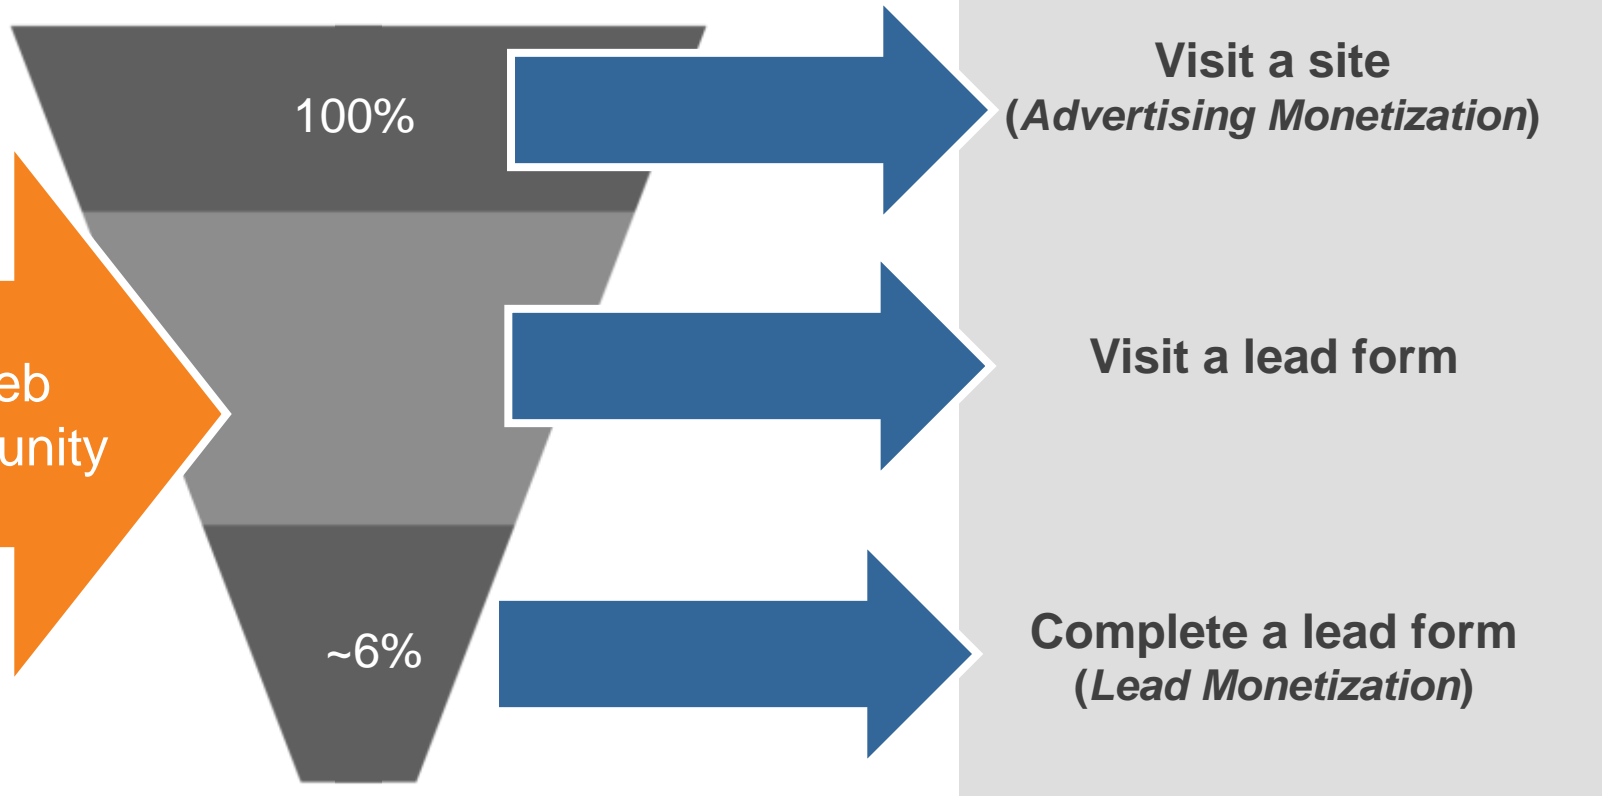 100%
Visit a site
(Advertising Monetization)
eb
unity
Visit a lead form
~6%
Complete a lead form
(Lead Monetization)